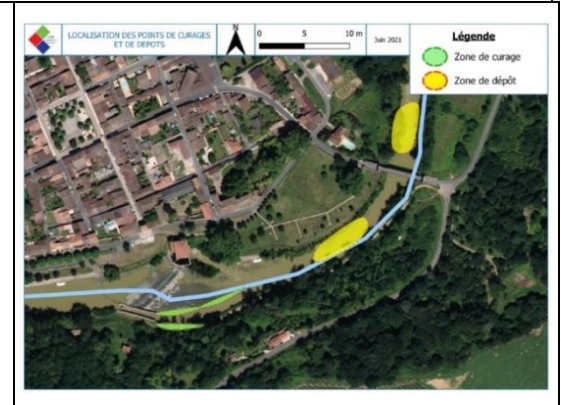 LOCALISATION DES POINTS DE CURAGES
ET DE DEPOTS
N
0 5 10 m
Juin 2021
Légende
Zone de curage
Zone de dépôt